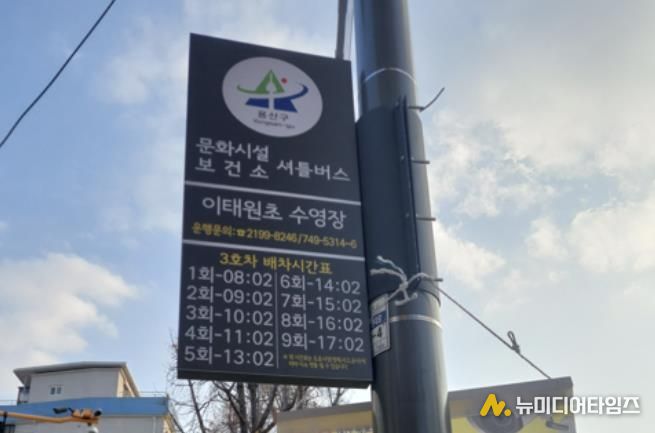 용산구
Yongsan-gu
문화시설
보건소 셔틀버스
이태원초 수영장
운행문의:☎2199-8246/749-5314~6
3호차 배차시간표
1회-08:02 6회-14:02
2회-09:02 7회-15:02
3회-10:02 8회-16:02
4회-11:02 9회-17:02
5회-13:02
뉴미디어타임즈